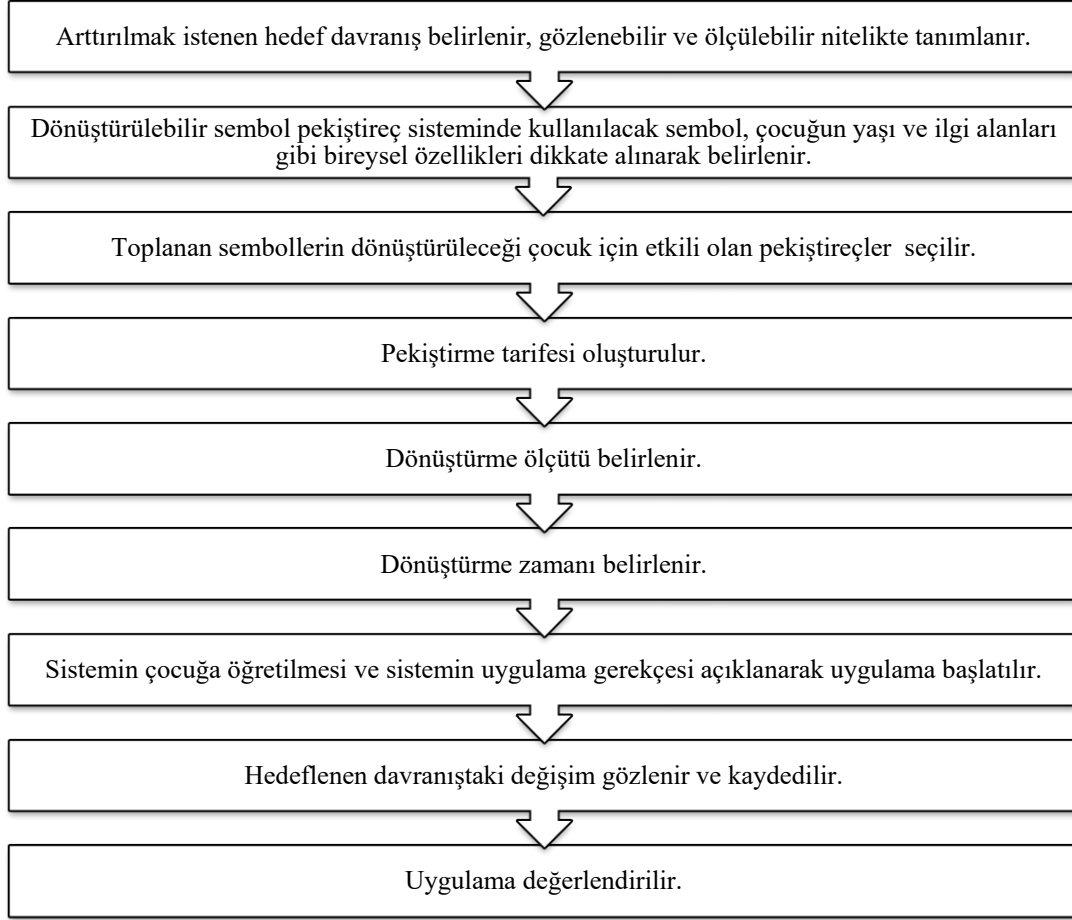 Arttırılmak istenen hedef davranış belirlenir, gözlenebilir ve ölçülebilir nitelikte tanımlanır.
Dönüştürülebilir sembol pekiştireç sisteminde kullanılacak sembol, çocuğun yaşı ve ilgi alanları
gibi bireysel özellikleri dikkate alınarak belirlenir.
Toplanan sembollerin dönüştürüleceği çocuk için etkili olan pekiştireçler seçilir.
Pekiştirme tarifesi oluşturulur.
Dönüştürme ölçütü belirlenir.
Dönüştürme zamanı belirlenir.
Sistemin çocuğa öğretilmesi ve sistemin uygulama gerekçesi açıklanarak uygulama başlatılır.
Hedeflenen davranıştaki değişim gözlenir ve kaydedilir.
Uygulama değerlendirilir.